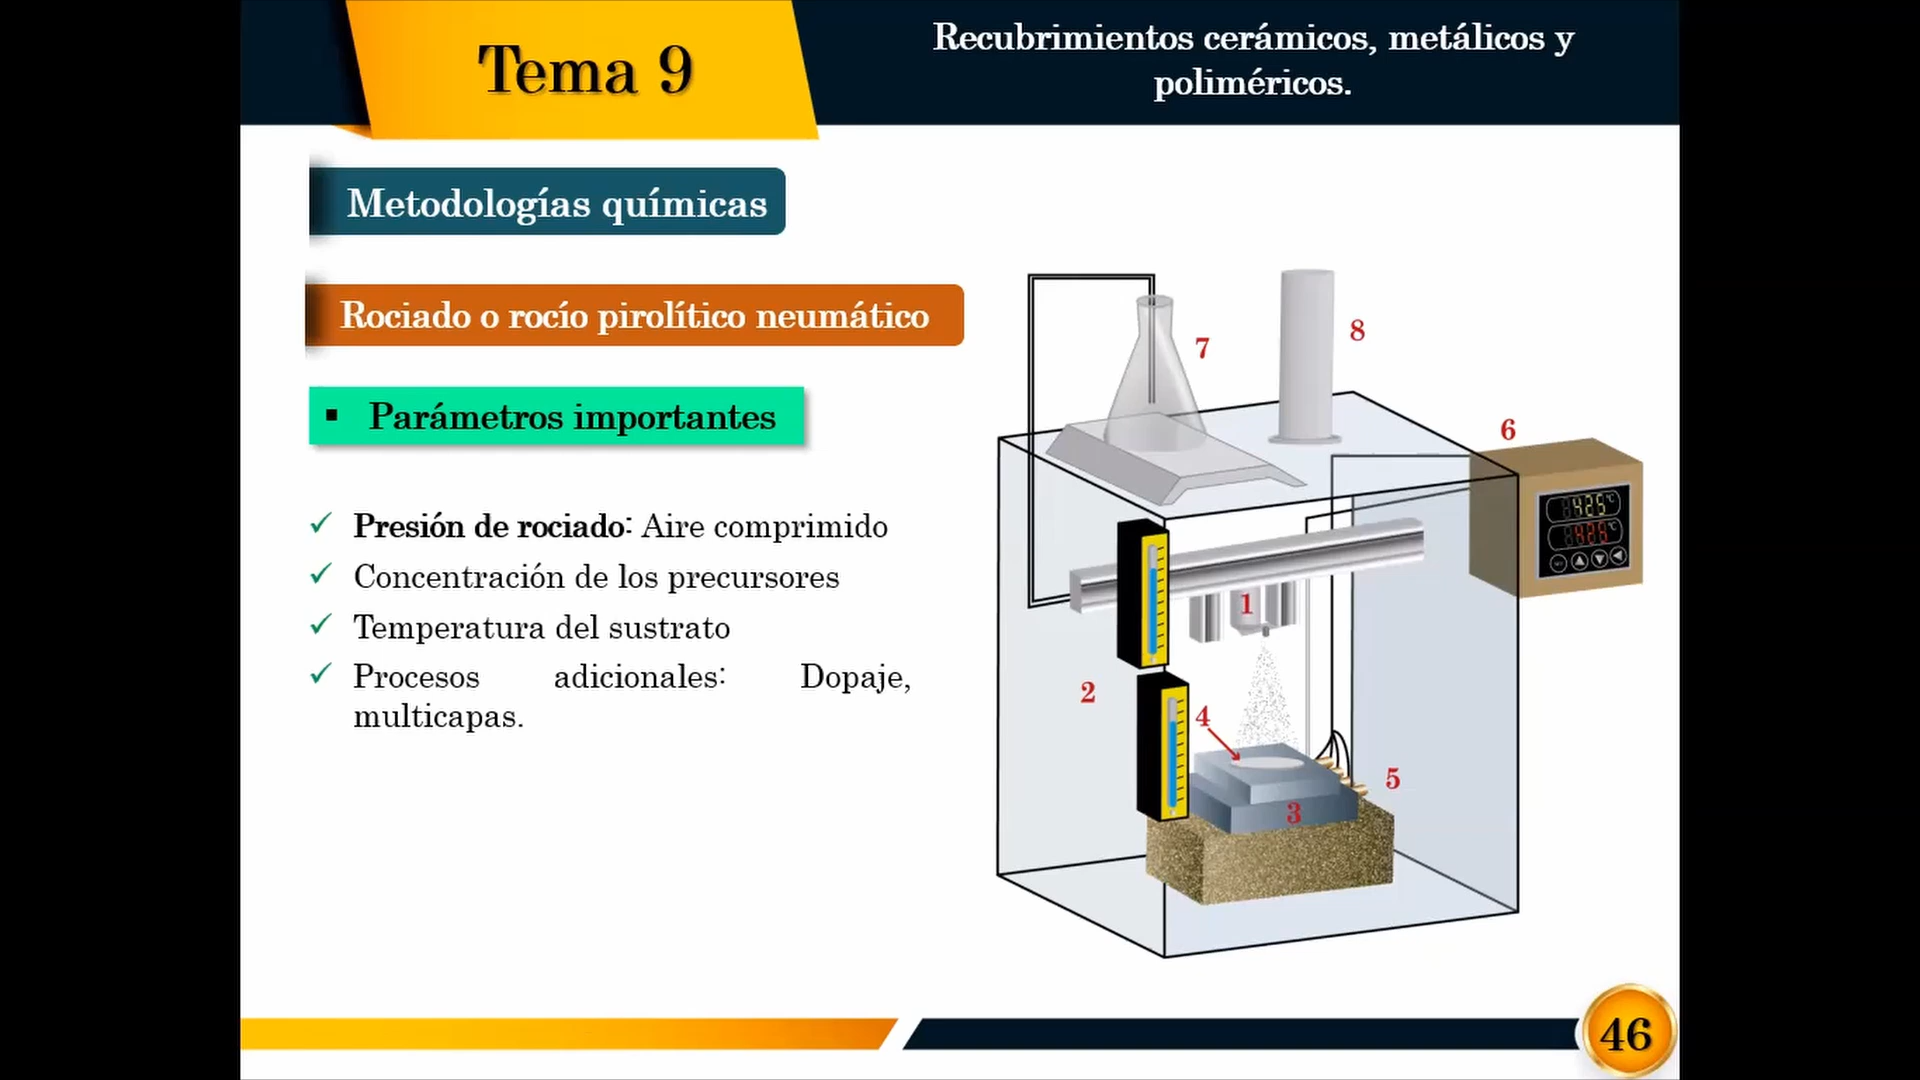 Tema 9
Recubrimientos cerámicos, metálicos y
poliméricos.
Metodologías químicas
Rociado o rocío pirolítico neumático
▪ Parámetros importantes
✓ Presión de rociado: Aire comprimido
✓ Concentración de los precursores
✓ Temperatura del sustrato
✓ Procesos adicionales: Dopaje,
multicapas.
7
8
6
1
2
4
5
3
46